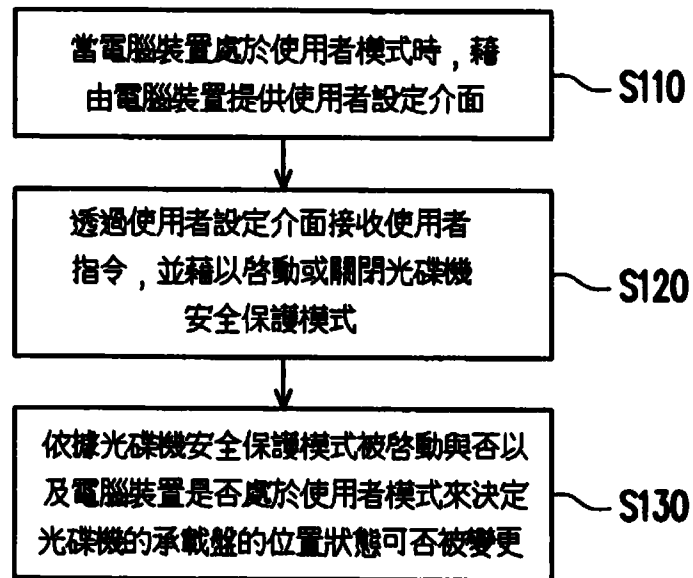 當電腦裝置處於使用者模式時，藉
由電腦裝置提供使用者設定介面
S110
透過使用者設定介面接收使用者
指令，並藉以啓動或關閉光碟機
安全保護模式
S120
依據光碟機安全保護模式被啓動與否以
及電腦裝置是否處於使用者模式來決定
光碟機的承載盤的位置狀態可否被變更
S130